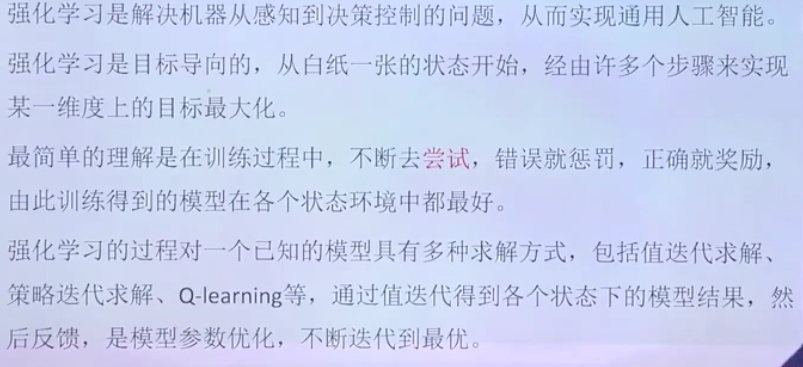 强化学习是解决机器从感知到决策控制的问题，从而实现通用人工智能。
强化学习是目标导向的，从白纸一张的状态开始，经由许多个步骤来实现
某一维度上的目标最大化。
最简单的理解是在训练过程中，不断去尝试，错误就惩罚，正确就奖励，
由此训练得到的模型在各个状态环境中都最好。
强化学习的过程对一个已知的模型具有多种求解方式，包括值迭代求解、
策略迭代求解、Q-learning等，通过值迭代得到各个状态下的模型结果，然
后反馈，是模型参数优化，不断迭代到最优。